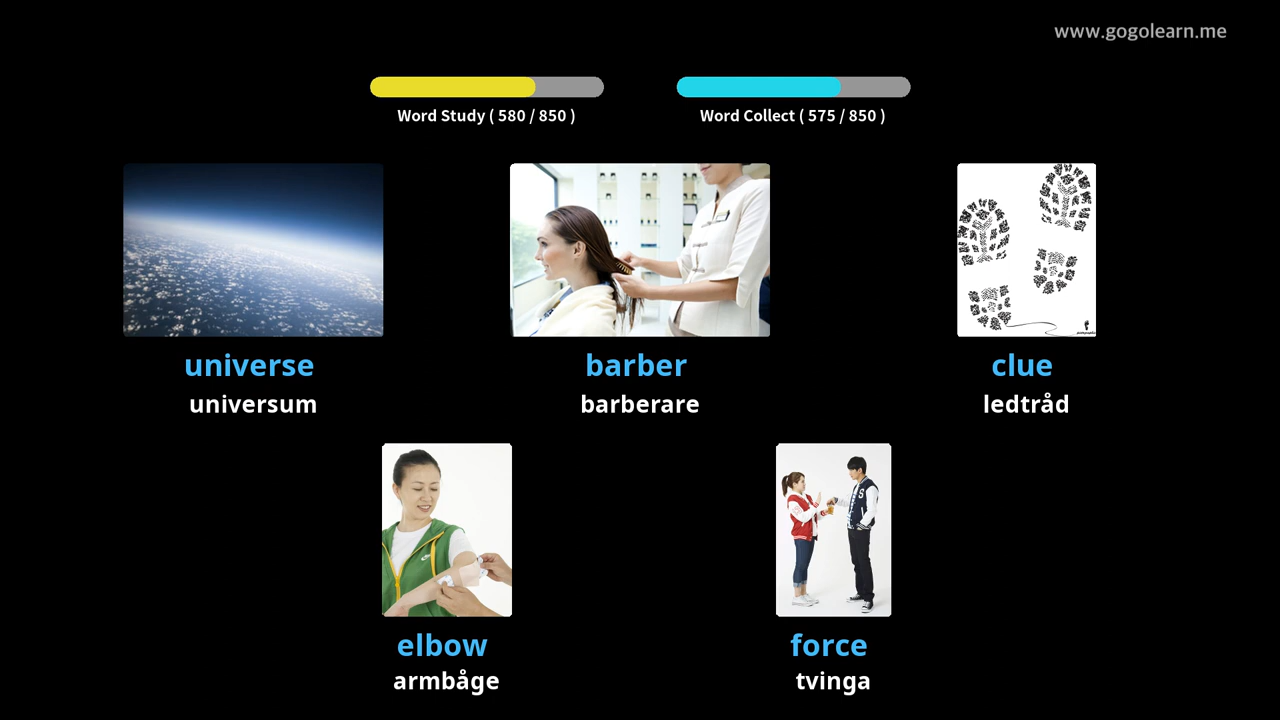 www.gogolearn.me
Word Study ( 580 / 850 )
Word Collect ( 575 / 850 )
universe
barber
clue
universum
barberare
ledtråd
elbow
force
armbåge
tvinga